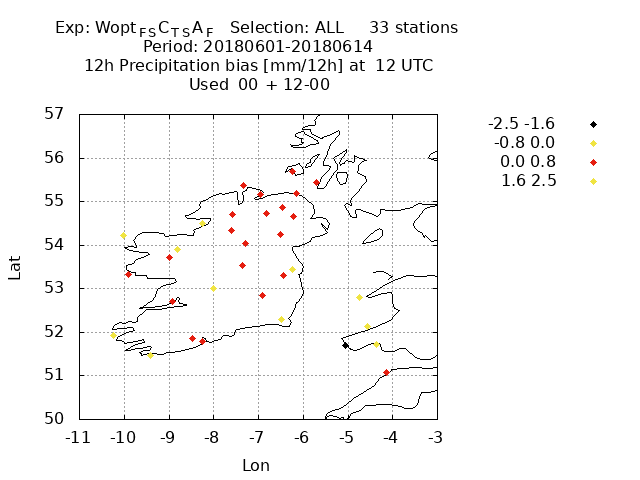 Exp: Wopt FS C TS A F Selection: ALL 33 stations
Period: 20180601-20180614
12h Precipitation bias [mm/12h] at 12 UTC
Used 00 + 12-00
-2.5 -1.6
-0.8 0.0
0.0 0.8
1.6 2.5
57
56
55
54
53
52
51
50
Lat
-11 -10 -9 -8 -7 -6 -5 -4 -3
Lon